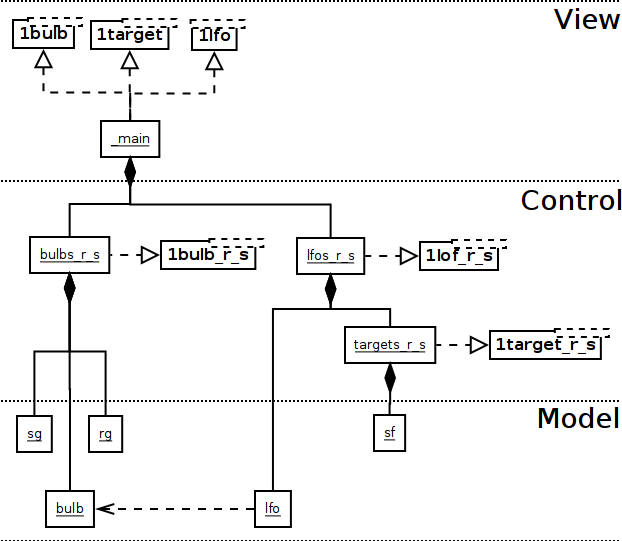 View
1bulb 1target 1lfo
_main
Control
bulbs_r_s 1bulb_r_s lfos_r_s 1lof_r_s
targets_r_s 1target_r_s
Model
sg rg sf
bulb lfo